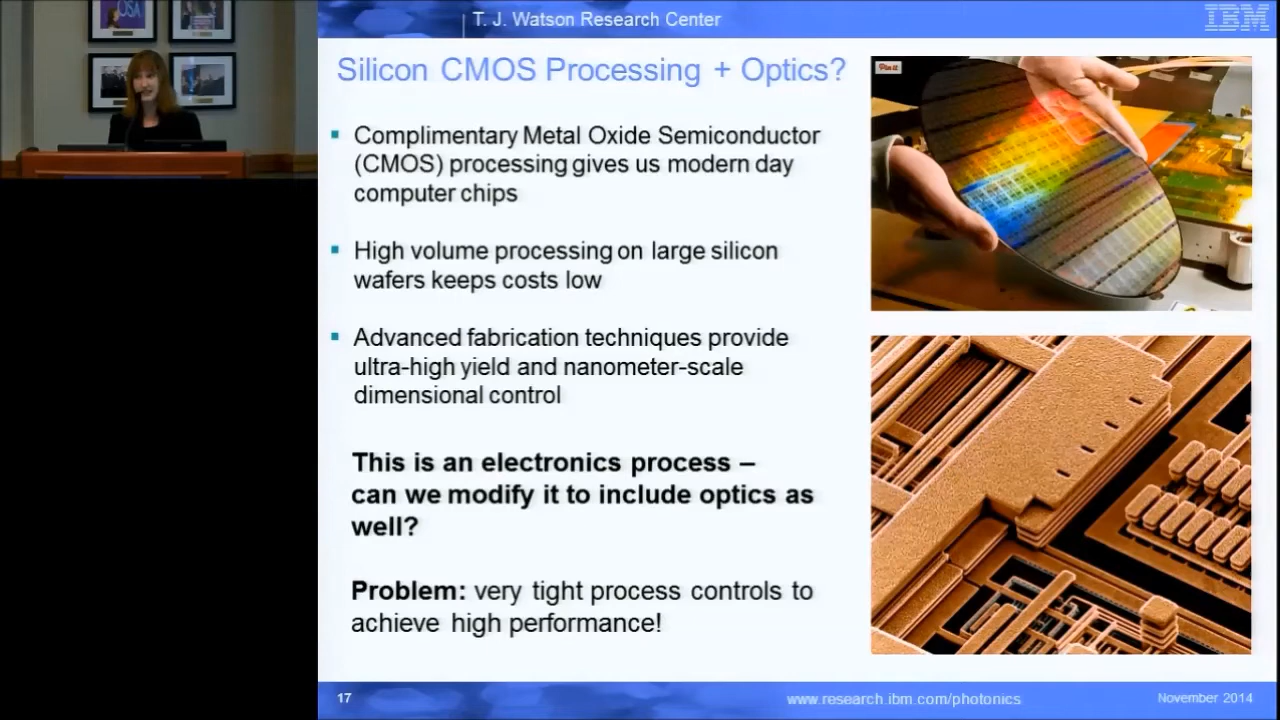 OSA
T. J. Watson Research Center
IBM
Silicon CMOS Processing + Optics?
Pin it
▪ Complimentary Metal Oxide Semiconductor
(CMOS) processing gives us modern day
computer chips
▪ High volume processing on large silicon
wafers keeps costs low
▪ Advanced fabrication techniques provide
ultra-high yield and nanometer-scale
dimensional control
This is an electronics process –
can we modify it to include optics as
well?
Problem: very tight process controls to
achieve high performance!
17
www.research.ibm.com/photonics
November 2014